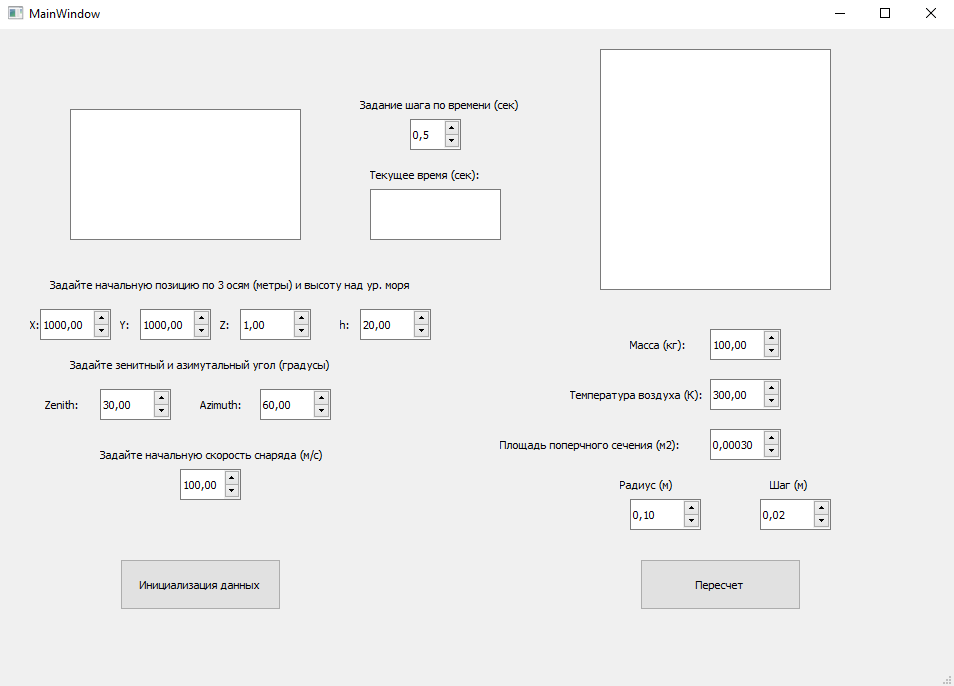 MainWindow
Задание шага по времени (сек)
0,5
Текущее время (сек):
Задайте начальную позицию по 3 осям (метры) и высоту над ур. моря
X: 1000,00 Y: 1000,00 Z: 1,00 h: 20,00
Задайте зенитный и азимутальный угол (градусы)
Zenith: 30,00 Azimuth: 60,00
Задайте начальную скорость снаряда (м/с)
100,00
Инициализация данных
Масса (кг): 100,00
Температура воздуха (К): 300,00
Площадь поперчного сечения (м2): 0,00030
Радиус (м) Шаг (м)
0,10 0,02
Пересчет